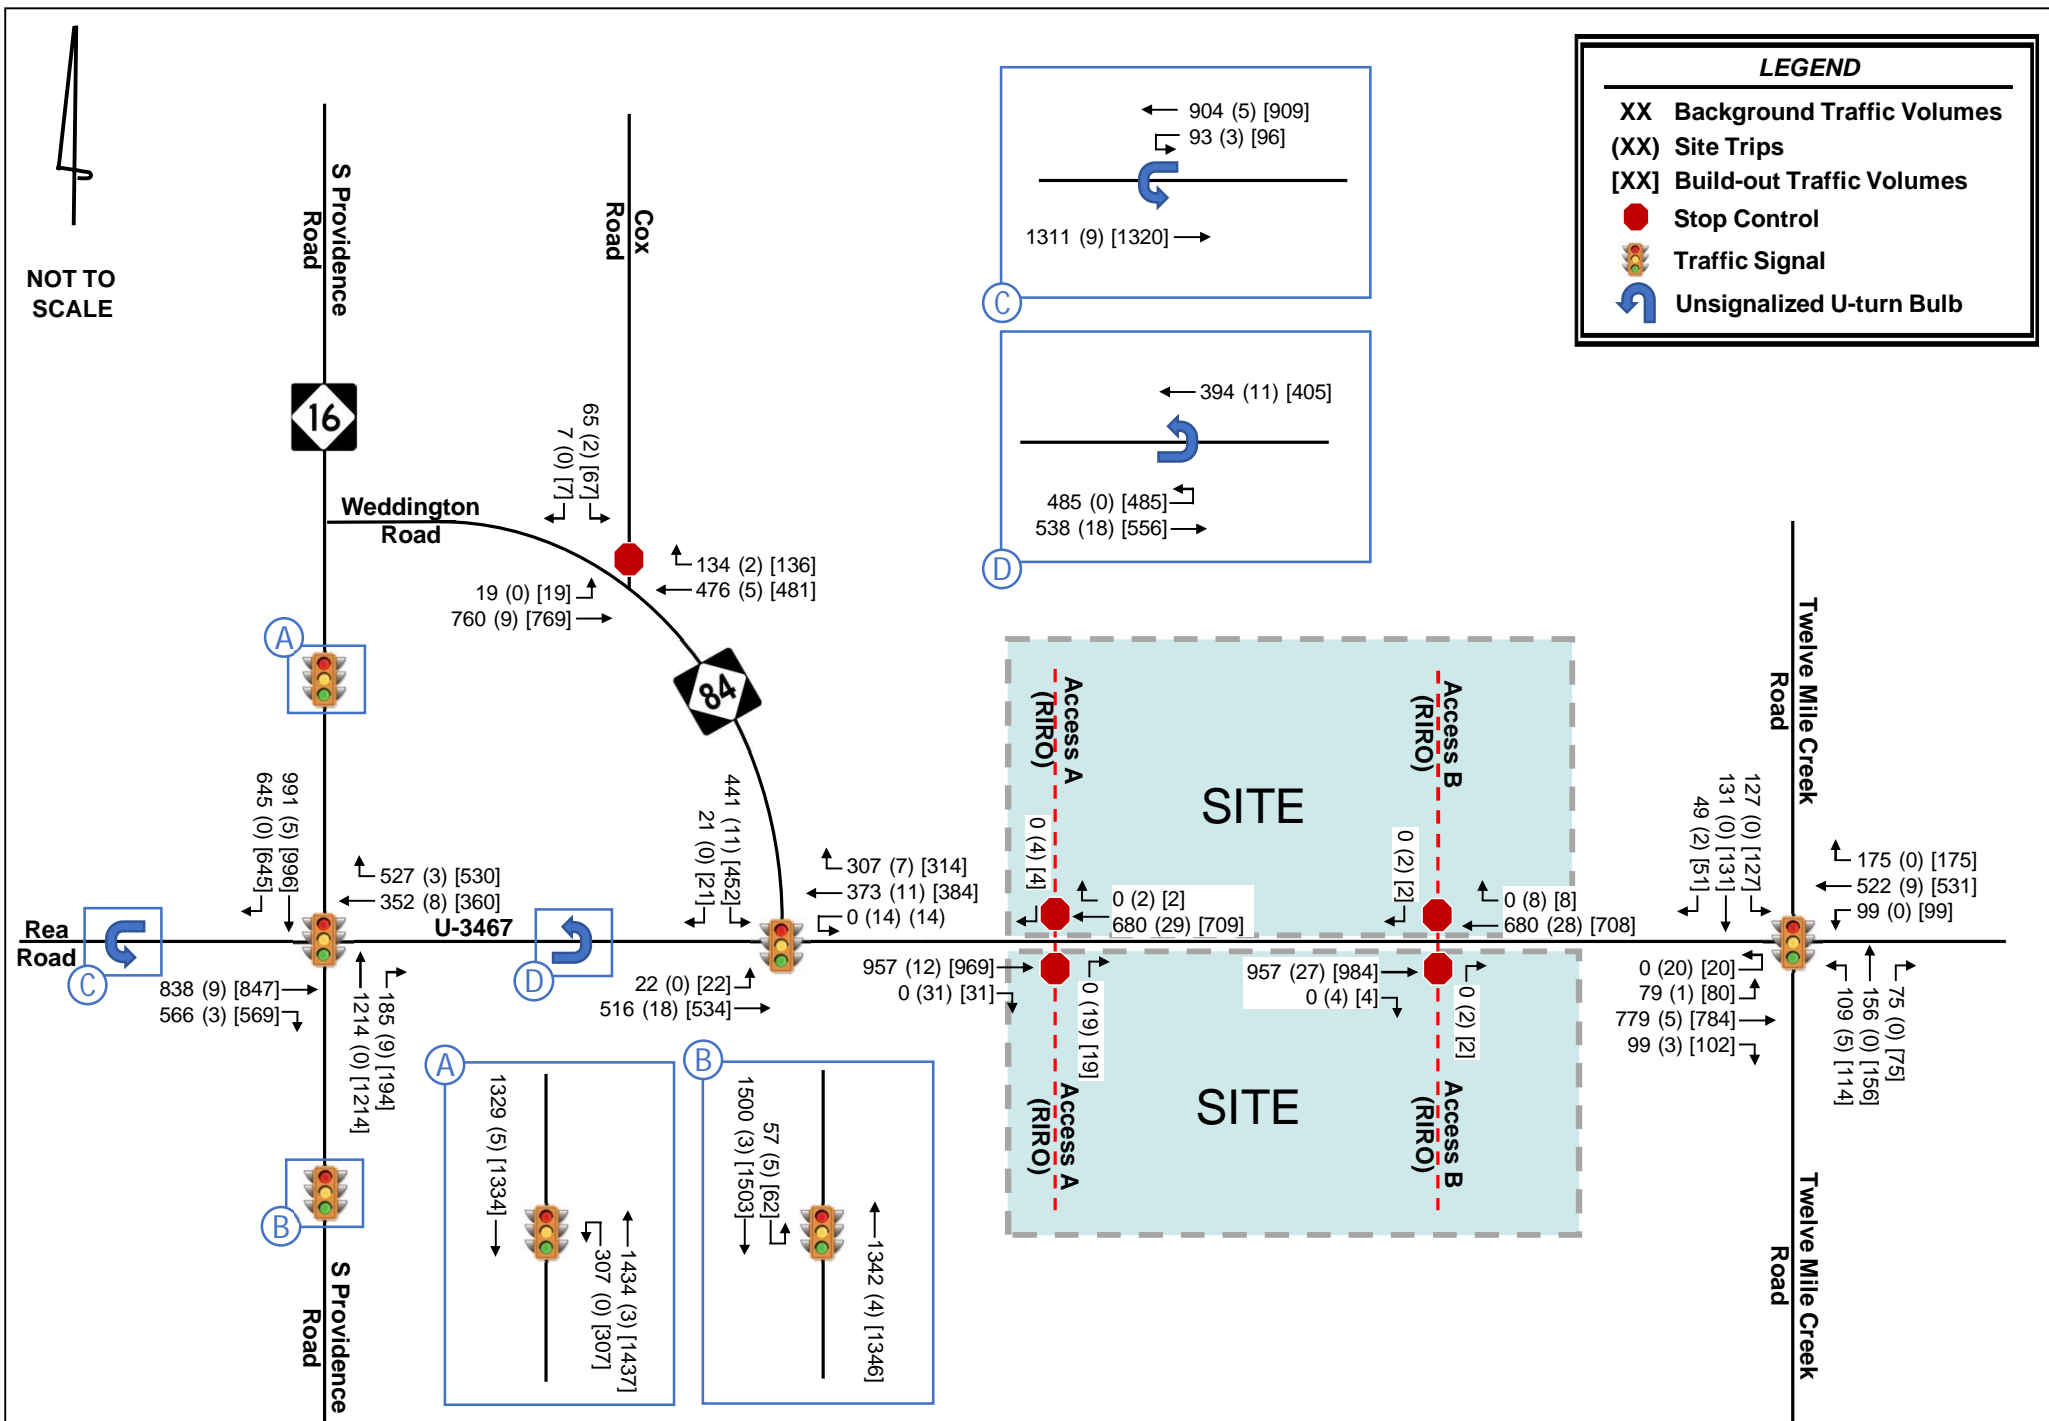 LEGEND
XX Background Traffic Volumes
(XX) Site Trips
[XX] Build-out Traffic Volumes
Stop Control
Traffic Signal
Unsignalized U-turn Bulb
NOT TO
SCALE
S Providence
Road
Cox
Road
16
Weddington
Road
84
904 (5) [909]
93 (3) [96]
1311 (9) [1320]
C
394 (11) [405]
485 (0) [485]
538 (18) [556]
D
65 (2) [67]
7 (0) [7]
134 (2) [136]
476 (5) [481]
19 (0) [19]
760 (9) [769]
A
991 (5) [996]
645 (0) [645]
527 (3) [530]
352 (8) [360]
U-3467
Rea
Road
C
838 (9) [847]
566 (3) [569]
185 (9) [194]
1214 (0) [1214]
D
441 (11) [452]
21 (0) [21]
307 (7) [314]
373 (11) [384]
0 (14) (14)
22 (0) [22]
516 (18) [534]
Access A
(RIRO)
Access B
(RIRO)
SITE
0 (4) [4]
0 (2) [2]
680 (29) [709]
0 (2) [2]
0 (8) [8]
680 (28) [708]
957 (12) [969]
0 (31) [31]
0 (19) [19]
957 (27) [984]
0 (4) [4]
0 (2) [2]
SITE
Access A
(RIRO)
Access B
(RIRO)
Twelve Mile Creek
Road
127 (0) [127]
131 (0) [131]
49 (2) [51]
175 (0) [175]
522 (9) [531]
99 (0) [99]
0 (20) [20]
79 (1) [80]
779 (5) [784]
99 (3) [102]
75 (0) [75]
156 (0) [156]
109 (5) [114]
Twelve Mile Creek
Road
B
S Providence
Road
A
1329 (5) [1334]
1434 (3) [1437]
307 (0) [307]
B
57 (5) [62]
1500 (3) [1503]
1342 (4) [1346]